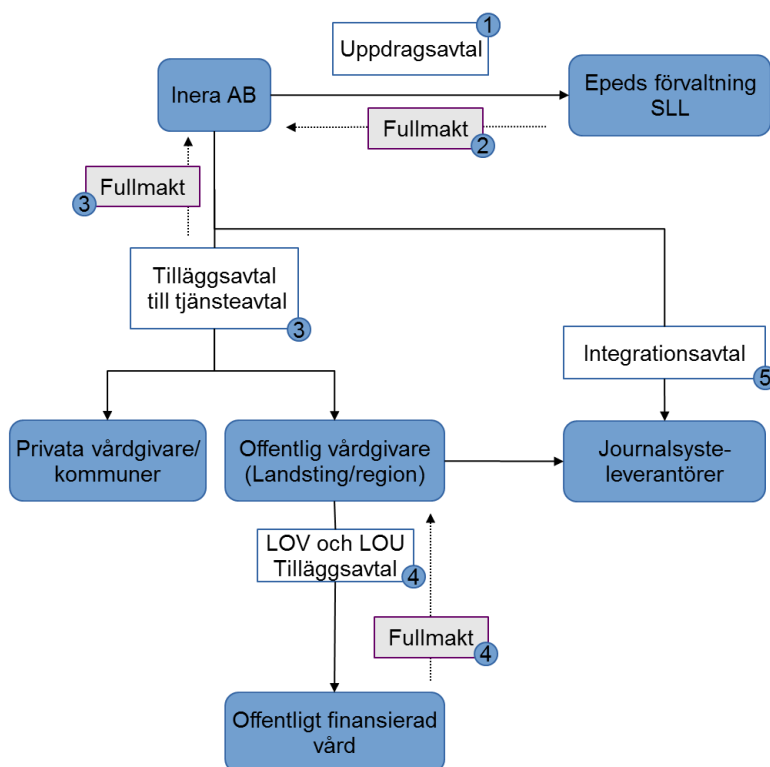 1
Uppdragsavtal
Inera AB
Epeds förvaltning
SLL
Fullmakt
2
Fullmakt
3
Tilläggsavtal
till tjänsteavtal
3
Integrationsavtal
5
Privata vårdgivare/
kommuner
Offentlig vårdgivare
(Landsting/region)
Journalsyste-
leverantörer
LOV och LOU
Tilläggsavtal
4
Fullmakt
4
Offentligt finansierad
vård